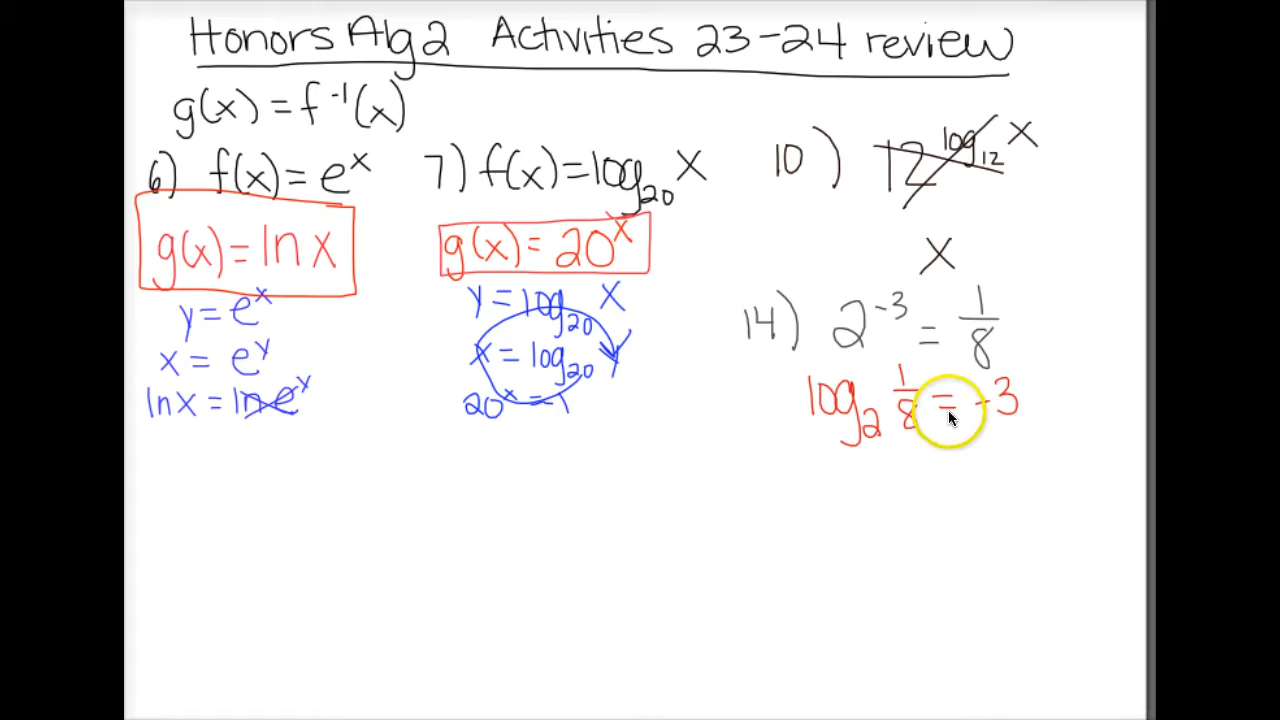 Honors Alg 2 Activities 23-24 review
g(x) = f⁻¹(x)
6) f(x) = eˣ
g(x) = ln x
y = eˣ
x = eʸ
ln x = ln eˣ
7) f(x) = log₂₀ x
g(x) = 20ˣ
y = log₂₀ x
x = log₂₀ y
20ˣ = y
10) 12^(log₁₂ x)
x
14) 2⁻³ = 1/8
log₂ 1/8 = -3